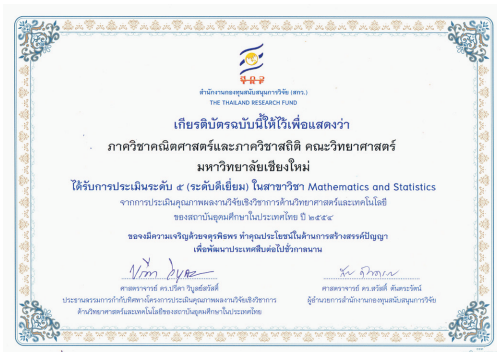 สำนักงานกองทุนสนับสนุนการวิจัย (สกว.)
THE THAILAND RESEARCH FUND
เกียรติบัตรฉบับนี้ให้ไว้เพื่อแสดงว่า
ภาควิชาคณิตศาสตร์และภาควิชาสถิติ คณะวิทยาศาสตร์
มหาวิทยาลัยเชียงใหม่
ได้รับการประเมินระดับ ๕ (ระดับดีเยี่ยม) ในสาขาวิชา Mathematics and Statistics
จากการประเมินคุณภาพผลงานวิจัยเชิงวิชาการด้านวิทยาศาสตร์และเทคโนโลยี
ของสถาบันอุดมศึกษาในประเทศไทย ปี ๒๕๕๔
ขอจงมีความเจริญด้วยจตุรพิธพร ทำคุณประโยชน์ในด้านการสร้างสรรค์ปัญญา
เพื่อพัฒนาประเทศสืบต่อไปชั่วกาลนาน
ศาสตราจารย์ ดร.ปรีดา วิบูลย์สวัสดิ์
ประธานกรรมการกำกับทิศทางโครงการประเมินคุณภาพผลงานวิจัยเชิงวิชาการ
ด้านวิทยาศาสตร์และเทคโนโลยีของสถาบันอุดมศึกษาในประเทศไทย
ศาสตราจารย์ ดร.สวัสดิ์ ตันตระรัตน์
ผู้อำนวยการสำนักงานกองทุนสนับสนุนการวิจัย